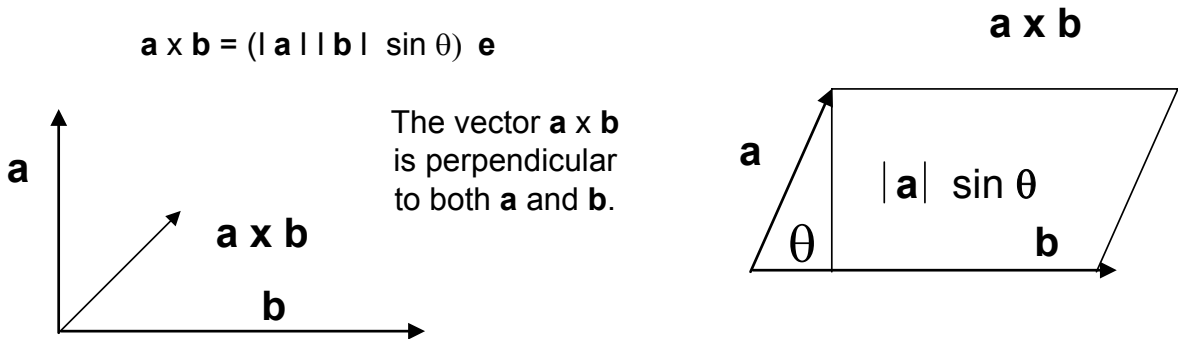 a x b = (l a l l b l sin θ) e
a x b
The vector a x b
is perpendicular
to both a and b.
a
a x b
b
a
|a| sin θ
θ
b